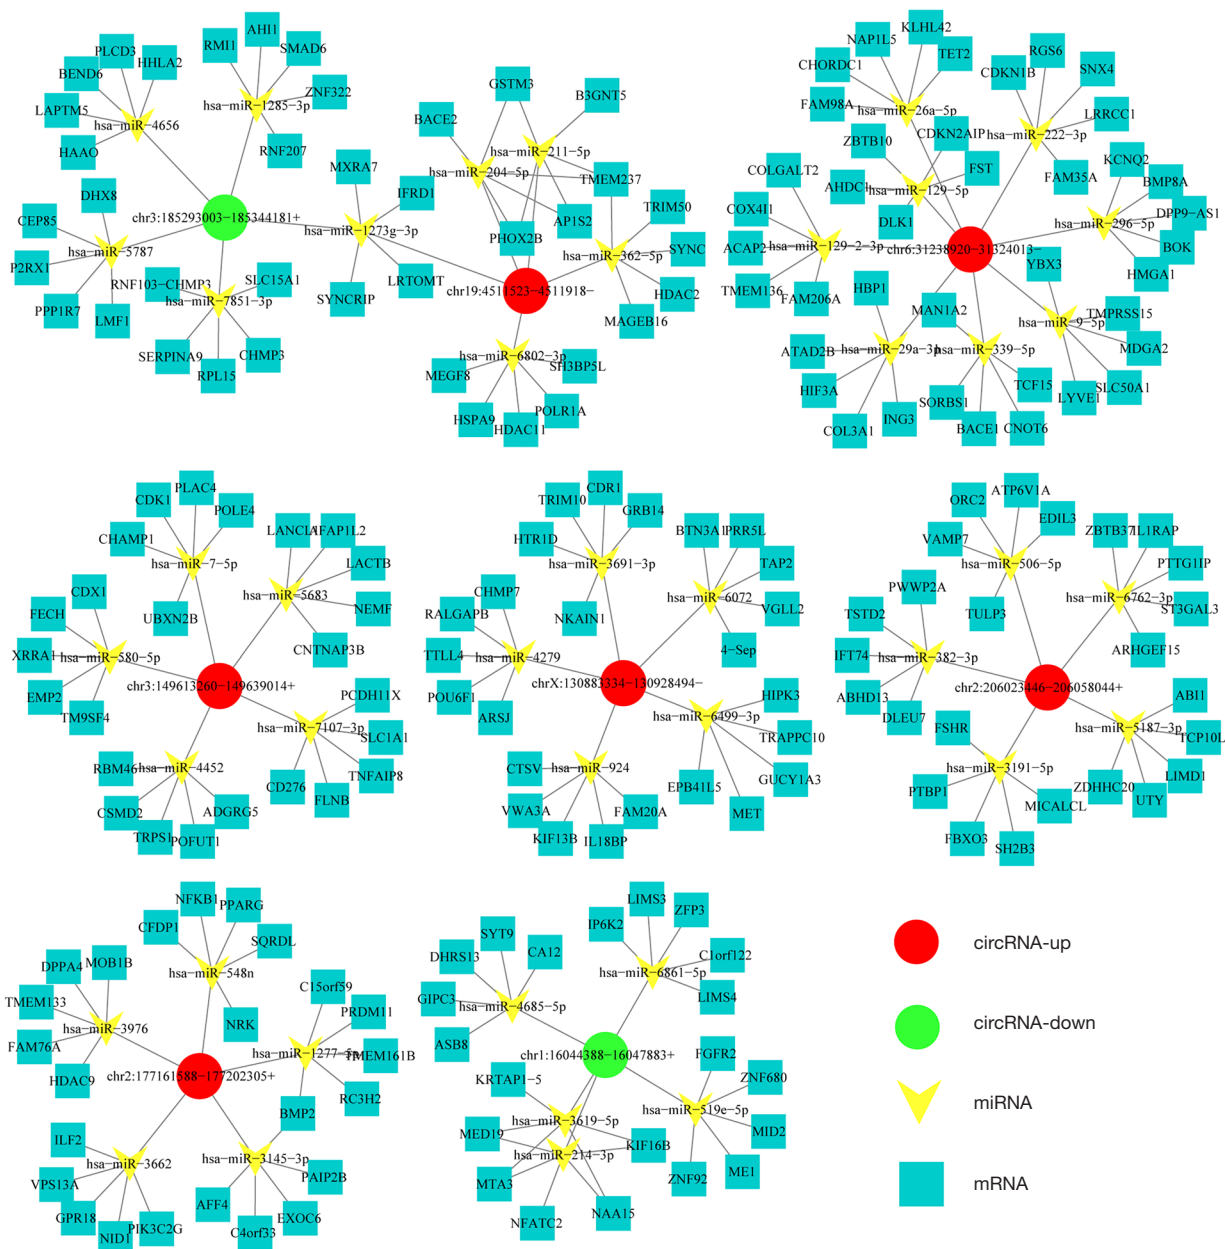 PLCD3
HHLA2
BEND6
LAPTM5
hsa-miR-4656
HAAO
RMI1
AHI1
SMAD6
ZNF322
hsa-miR-1285-3p
RNF207
DHX8
CEP85
chr3:185293003-185344181+
hsa-miR-5787
P2RX1
PPP1R7
LMF1
RNF103-CHMP3
SLC15A1
hsa-miR-7851-3p
SERPINA9
RPL15
CHMP3
MXRA7
IFRD1
hsa-miR-1273g-3p
LRTOMT
SYNCRIP
GSTM3
B3GNT5
BACE2
hsa-miR-211-5p
hsa-miR-204-5p
TMEM237
TRIM50
AP1S2
PHOX2B
hsa-miR-362-5p
SYNC
HDAC2
MAGEB16
chr19:4511523-4511918-
hsa-miR-6802-3p
SH3BP5L
MEGF8
HSPA9
HDAC11
POLR1A
KLHL42
NAP1L5
TET2
CHORDC1
FAM98A
hsa-miR-26a-5p
RGS6
CDKN1B
SNX4
LRRCC1
hsa-miR-222-3p
FAM35A
ZBTB10
CDKN2AIP
FST
AHDC1
hsa-miR-129-5p
DLK1
COLGALT2
COX4I1
ACAP2
hsa-miR-129-2-3p
TMEM136
FAM206A
chr6:31238920-31324013-
KCNQ2
BMP8A
DPP9-AS1
hsa-miR-296-5p
BOK
HMGA1
YBX3
hsa-miR-9-5p
TMPRSS15
MDGA2
SLC50A1
LYVE1
HBP1
MAN1A2
ATAD2B
hsa-miR-29a-3p
hsa-miR-339-5p
HIF3A
COL3A1
ING3
SORBS1
BACE1
CNOT6
TCF15
PLAC4
CDK1
POLE4
CHAMP1
hsa-miR-7-5p
UBXN2B
LANCL1
AFAP1L2
LACTB
hsa-miR-5683
NEMF
CNTNAP3B
CDX1
FECH
XRRA1
hsa-miR-580-5p
EMP2
TM9SF4
chr3:149613260-149639014+
PCDH11X
hsa-miR-7107-3p
SLC1A1
TNFAIP8
FLNB
CD276
RBM46
hsa-miR-4452
CSMD2
ADGRG5
TRPS1
POFUT1
CDR1
TRIM10
GRB14
HTR1D
hsa-miR-3691-3p
NKAIN1
BTN3A1
PRR5L
TAP2
hsa-miR-6072
VGLL2
4-Sep
CHMP7
RALGAPB
TTLL4
hsa-miR-4279
POU6F1
ARSJ
chrX:130883334-130928494-
HIPK3
hsa-miR-6499-3p
TRAPPC10
GUCY1A3
EPB41L5
MET
CTSV
hsa-miR-924
VWA3A
FAM20A
KIF13B
IL18BP
ATP6V1A
ORC2
EDIL3
VAMP7
hsa-miR-506-5p
TULP3
ZBTB37
IL1RAP
PTTG1IP
hsa-miR-6762-3p
ST3GAL3
ARHGEF15
PWWP2A
TSTD2
IFT74
hsa-miR-382-3p
ABHD13
DLEU7
chr2:206023446-206058044+
ABI1
hsa-miR-5187-3p
TCP10L
LIMD1
ZDHHC20
UTY
FSHR
hsa-miR-3191-5p
PTBP1
MICALCL
FBXO3
SH2B3
NFKB1
PPARG
CFDP1
SQRDL
hsa-miR-548n
NRK
MOB1B
DPPA4
TMEM133
hsa-miR-3976
FAM76A
HDAC9
C15orf59
PRDM11
hsa-miR-1277-5p
TMEM161B
RC3H2
BMP2
chr2:177161588-177202305+
ILF2
hsa-miR-3662
VPS13A
GPR18
NID1
PIK3C2G
hsa-miR-3145-3p
PAIP2B
AFF4
EXOC6
C4orf33
SYT9
CA12
DHRS13
GIPC3
hsa-miR-4685-5p
ASB8
LIMS3
ZFP3
IP6K2
C1orf122
hsa-miR-6861-5p
LIMS4
chr1:16044388-16047883+
FGFR2
ZNF680
hsa-miR-519e-5p
MID2
ME1
ZNF92
KRTAP1-5
hsa-miR-3619-5p
MED19
KIF16B
hsa-miR-214-3p
MTA3
NAA15
NFATC2
circRNA-up
circRNA-down
miRNA
mRNA